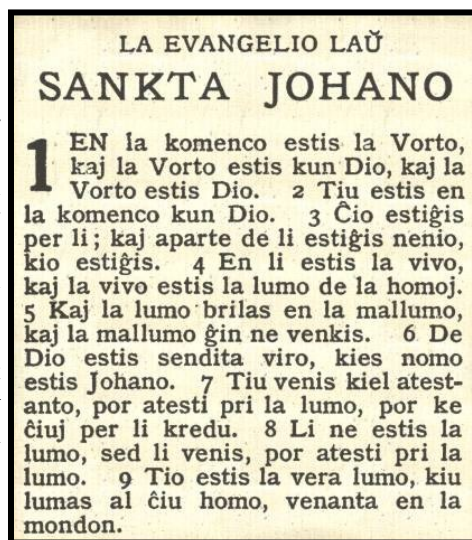 LA EVANGELIO LAŬ
SANKTA JOHANO
1 EN la komenco estis la Vorto,
kaj la Vorto estis kun Dio, kaj la
Vorto estis Dio. 2 Tiu estis en
la komenco kun Dio. 3 Ĉio estiĝis
per li; kaj aparte de li estiĝis nenio,
kio estiĝis. 4 En li estis la vivo,
kaj la vivo estis la lumo de la homoj.
5 Kaj la lumo brilas en la mallumo,
kaj la mallumo ĝin ne venkis. 6 De
Dio estis sendita viro, kies nomo
estis Johano. 7 Tiu venis kiel atest-
anto, por atesti pri la lumo, por ke
ĉiuj per li kredu. 8 Li ne estis la
lumo, sed li venis, por atesti pri la
lumo. 9 Tio estis la vera lumo, kiu
lumas al ĉiu homo, venanta en la
mondon.